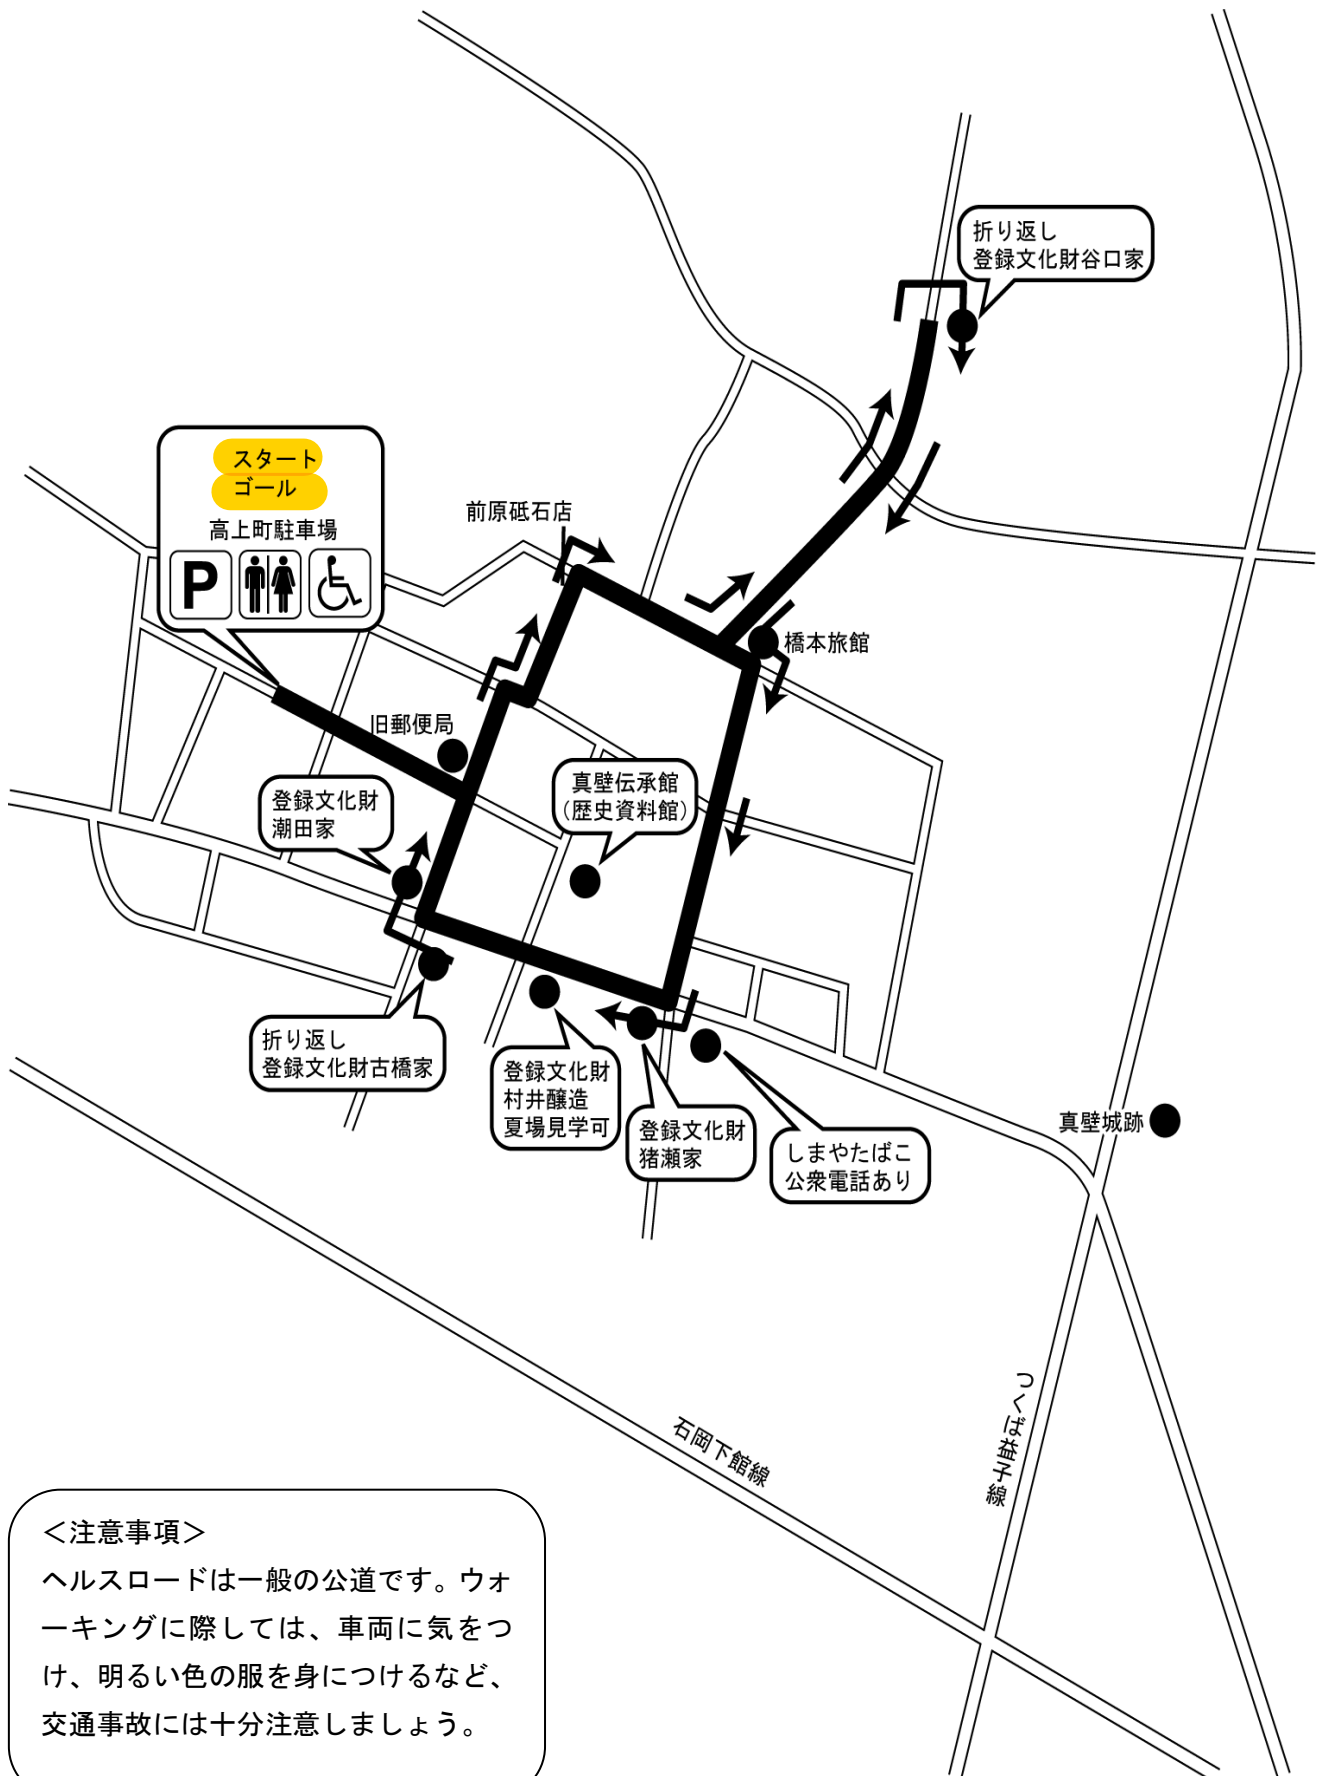 折り返し
登録文化財谷口家
スタート
ゴール
高上町駐車場
P
前原砥石店
橋本旅館
旧郵便局
真壁伝承館
(歴史資料館)
登録文化財
潮田家
折り返し
登録文化財古橋家
登録文化財
村井醸造
夏場見学可
登録文化財
猪瀬家
しまやたばこ
公衆電話あり
真壁城跡
つくば益子線
石岡下館線
＜注意事項＞
ヘルスロードは一般の公道です。ウォ
ーキングに際しては、車両に気をつ
け、明るい色の服を身につけるなど、
交通事故には十分注意しましょう。